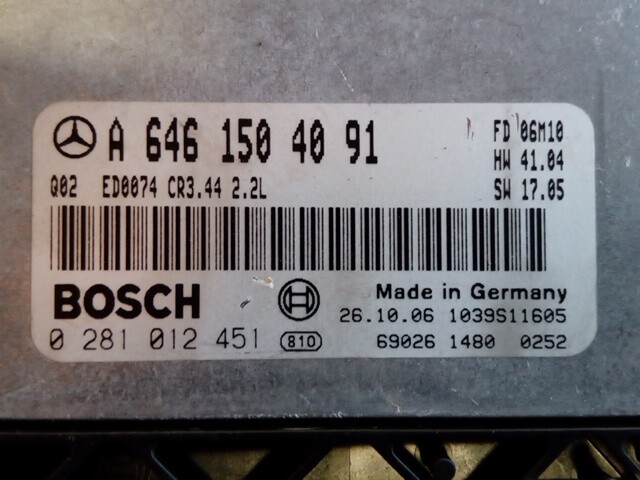 A 646 150 40 91
FD 06M10
HW 41.04
Q02 ED0074 CR3.44 2.2L
SW 17.05
BOSCH
Made in Germany
26.10.06 1039S11605
0 281 012 451 810
69026 1480 0252